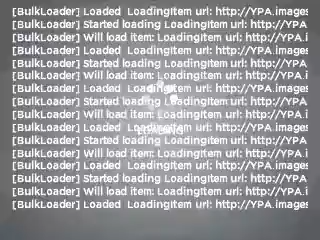 [BulkLoader] Loaded LoadingItem url: http://YPA.images
[BulkLoader] Started loading LoadingItem url: http://YPA
[BulkLoader] Will load item: LoadingItem url: http://YPA.i
[BulkLoader] Loaded LoadingItem url: http://YPA.images
[BulkLoader] Started loading LoadingItem url: http://YPA
[BulkLoader] Will load item: LoadingItem url: http://YPA.i
[BulkLoader] Loaded LoadingItem url: http://YPA.images
[BulkLoader] Started loading LoadingItem url: http://YPA
[BulkLoader] Will load item: LoadingItem url: http://YPA.i
[BulkLoader] Loaded LoadingItem url: http://YPA.images
[BulkLoader] Started loading LoadingItem url: http://YPA
[BulkLoader] Will load item: LoadingItem url: http://YPA.i
[BulkLoader] Loaded LoadingItem url: http://YPA.images
[BulkLoader] Started loading LoadingItem url: http://YPA
[BulkLoader] Will load item: LoadingItem url: http://YPA.i
[BulkLoader] Loaded LoadingItem url: http://YPA.images